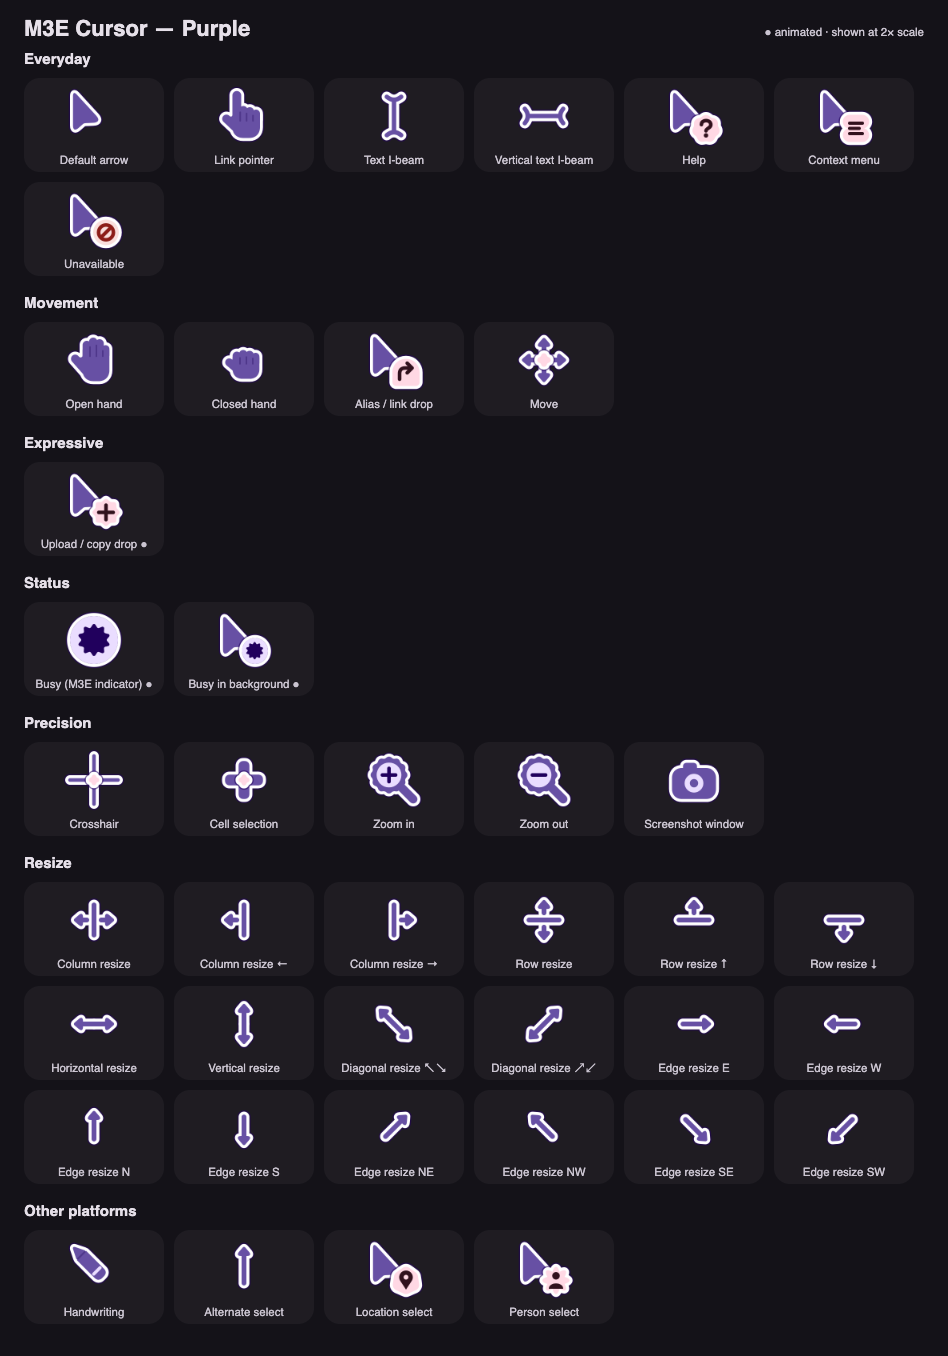 M3E Cursor — Purple
● animated · shown at 2× scale
Everyday
Default arrow
Link pointer
Text I-beam
Vertical text I-beam
Help
Context menu
Unavailable
Movement
Open hand
Closed hand
Alias / link drop
Move
Expressive
Upload / copy drop ●
Status
Busy (M3E indicator) ●
Busy in background ●
Precision
Crosshair
Cell selection
Zoom in
Zoom out
Screenshot window
Resize
Column resize
Column resize ←
Column resize →
Row resize
Row resize ↑
Row resize ↓
Horizontal resize
Vertical resize
Diagonal resize ↖↘
Diagonal resize ↗↙
Edge resize E
Edge resize W
Edge resize N
Edge resize S
Edge resize NE
Edge resize NW
Edge resize SE
Edge resize SW
Other platforms
Handwriting
Alternate select
Location select
Person select